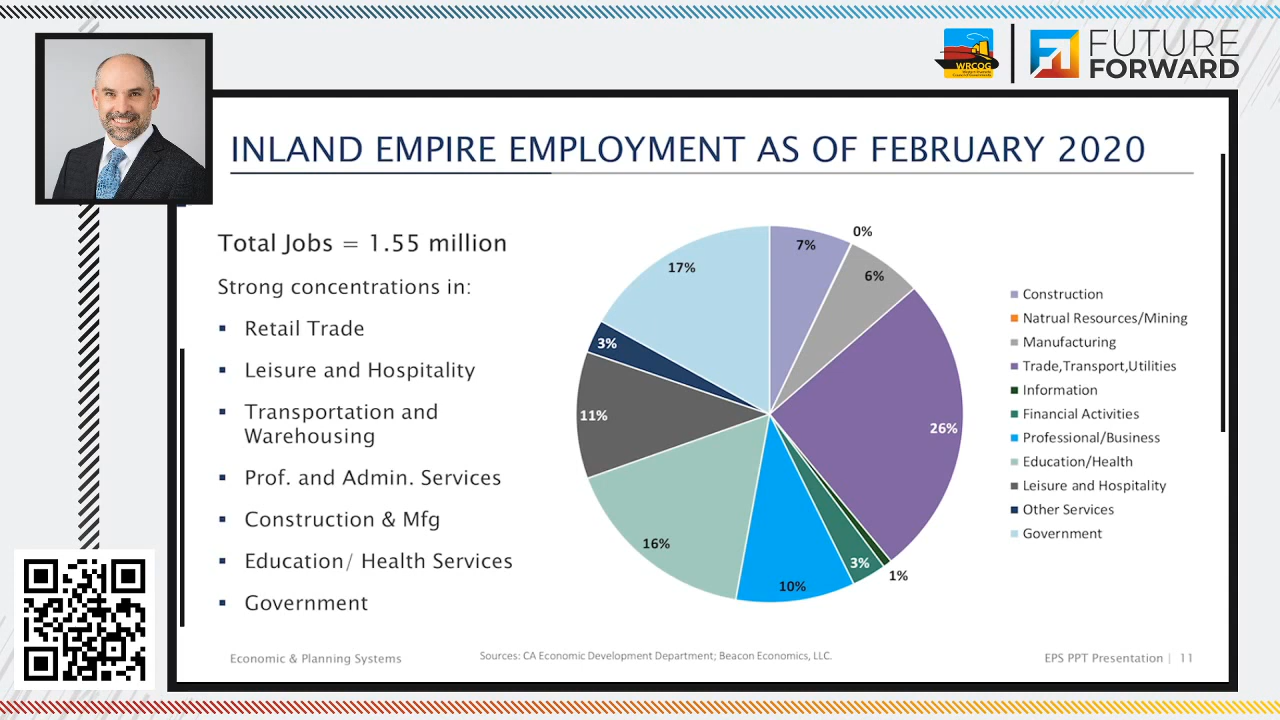 WRCOG
FUTURE
FORWARD
INLAND EMPIRE EMPLOYMENT AS OF FEBRUARY 2020
Total Jobs = 1.55 million
Strong concentrations in:
▪ Retail Trade
▪ Leisure and Hospitality
▪ Transportation and
Warehousing
▪ Prof. and Admin. Services
▪ Construction & Mfg
▪ Education/ Health Services
▪ Government
7%
0%
6%
26%
1%
3%
10%
16%
11%
3%
17%
Construction
Natrual Resources/Mining
Manufacturing
Trade,Transport,Utilities
Information
Financial Activities
Professional/Business
Education/Health
Leisure and Hospitality
Other Services
Government
Economic & Planning Systems
Sources: CA Economic Development Department; Beacon Economics, LLC.
EPS PPT Presentation | 11